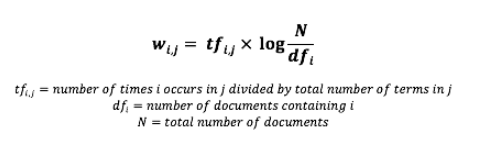 w_{i,j} = tf_{i,j} × log \frac{N}{df_i}
tf_{i,j} = number of times i occurs in j divided by total number of terms in j
df_i = number of documents containing i
N = total number of documents